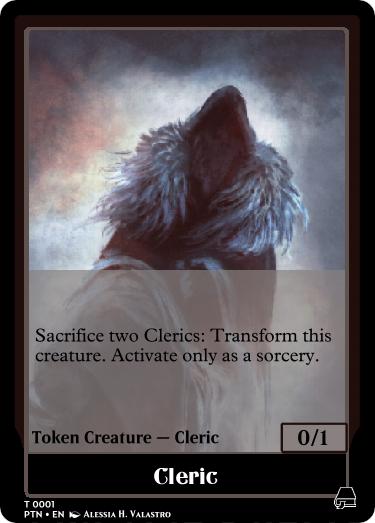 Sacrifice two Clerics: Transform this
creature. Activate only as a sorcery.
Token Creature — Cleric
0/1
Cleric
T 0001
PTN • EN Alessia H. Valastro